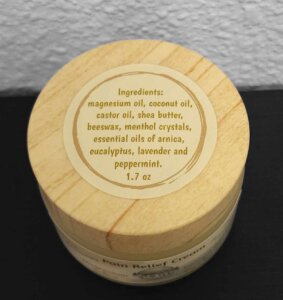 Ingredients:
magnesium oil, coconut oil,
castor oil, shea butter,
beeswax, menthol crystals,
essential oils of arnica,
eucalyptus, lavender and
peppermint.
1.7 oz
Pain Relief Cream